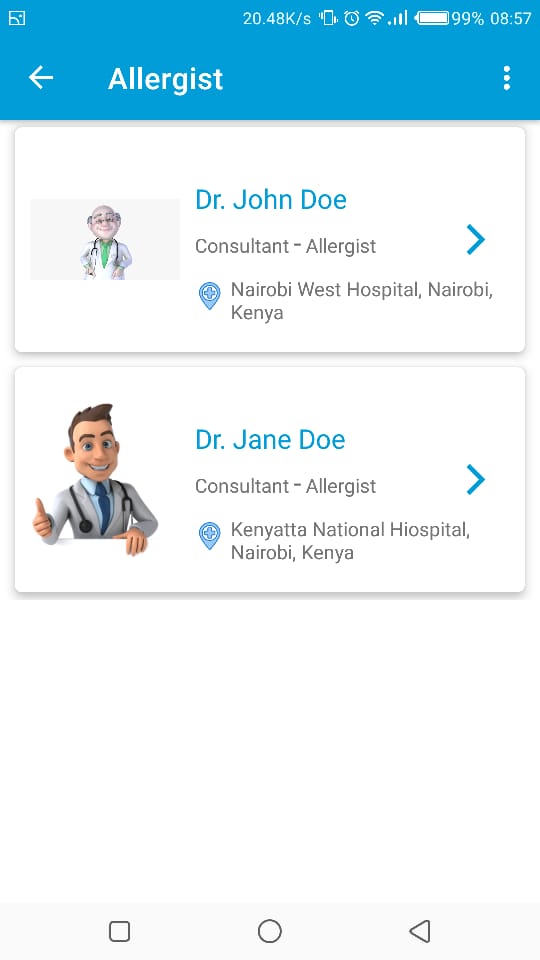 20.48K/s 99% 08:57
Allergist
Dr. John Doe
Consultant - Allergist
Nairobi West Hospital, Nairobi,
Kenya
Dr. Jane Doe
Consultant - Allergist
Kenyatta National Hiospital,
Nairobi, Kenya